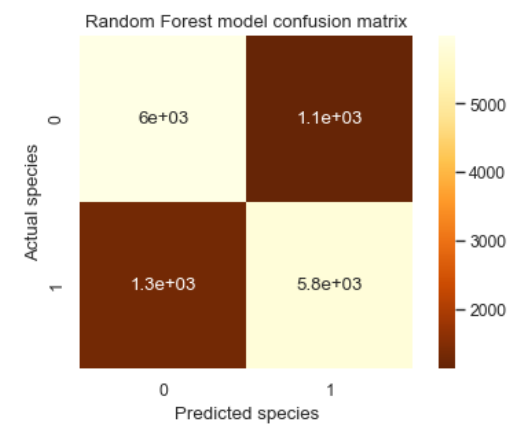 Random Forest model confusion matrix
0
6e+03
1.1e+03
Actual species
1
1.3e+03
5.8e+03
0
1
Predicted species
5000
4000
3000
2000